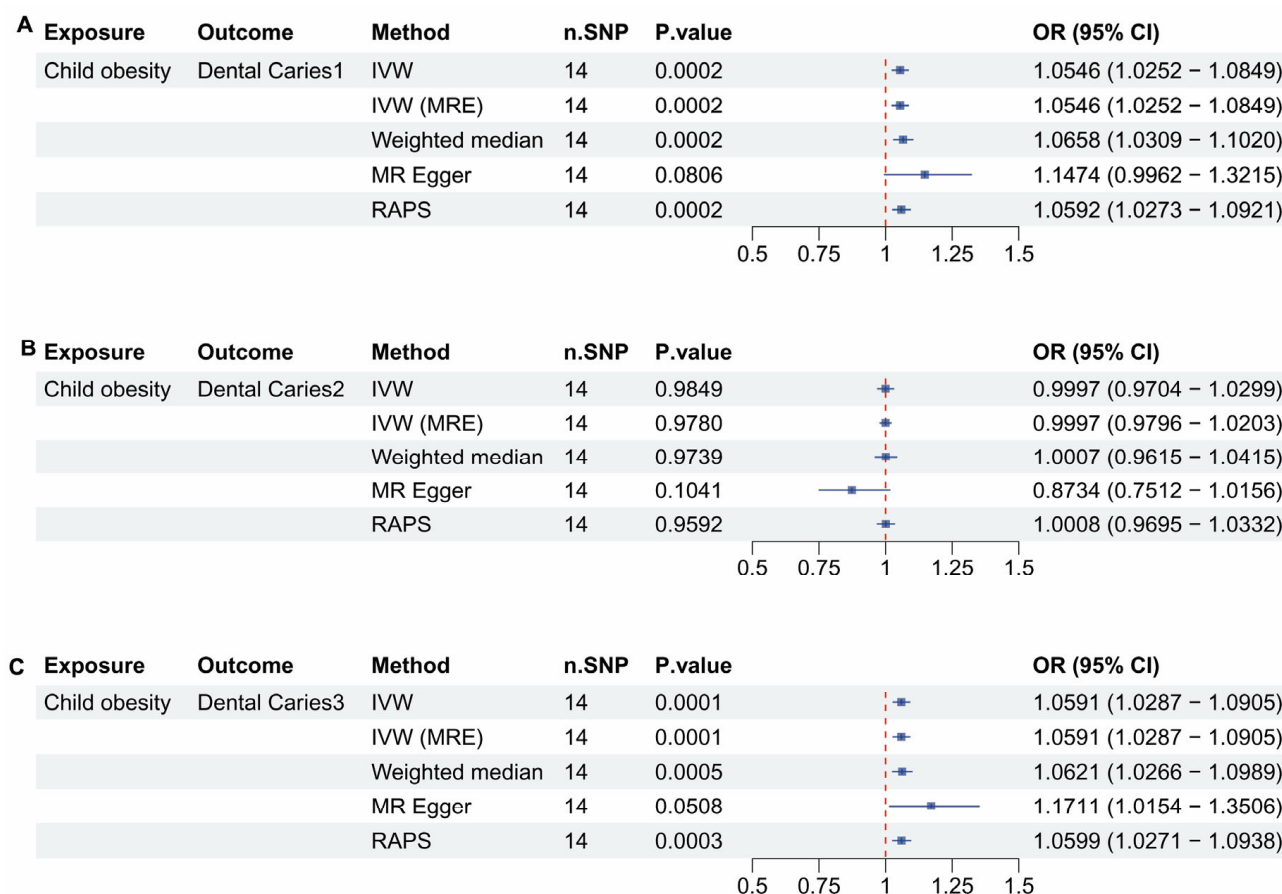 A Exposure Outcome Method n.SNP P.value OR (95% CI)
Child obesity Dental Caries1 IVW 14 0.0002 1.0546 (1.0252 − 1.0849)
IVW (MRE) 14 0.0002 1.0546 (1.0252 − 1.0849)
Weighted median 14 0.0002 1.0658 (1.0309 − 1.1020)
MR Egger 14 0.0806 1.1474 (0.9962 − 1.3215)
RAPS 14 0.0002 1.0592 (1.0273 − 1.0921)
0.5 0.75 1 1.25 1.5
B Exposure Outcome Method n.SNP P.value OR (95% CI)
Child obesity Dental Caries2 IVW 14 0.9849 0.9997 (0.9704 − 1.0299)
IVW (MRE) 14 0.9780 0.9997 (0.9796 − 1.0203)
Weighted median 14 0.9739 1.0007 (0.9615 − 1.0415)
MR Egger 14 0.1041 0.8734 (0.7512 − 1.0156)
RAPS 14 0.9592 1.0008 (0.9695 − 1.0332)
0.5 0.75 1 1.25 1.5
C Exposure Outcome Method n.SNP P.value OR (95% CI)
Child obesity Dental Caries3 IVW 14 0.0001 1.0591 (1.0287 − 1.0905)
IVW (MRE) 14 0.0001 1.0591 (1.0287 − 1.0905)
Weighted median 14 0.0005 1.0621 (1.0266 − 1.0989)
MR Egger 14 0.0508 1.1711 (1.0154 − 1.3506)
RAPS 14 0.0003 1.0599 (1.0271 − 1.0938)
0.5 0.75 1 1.25 1.5